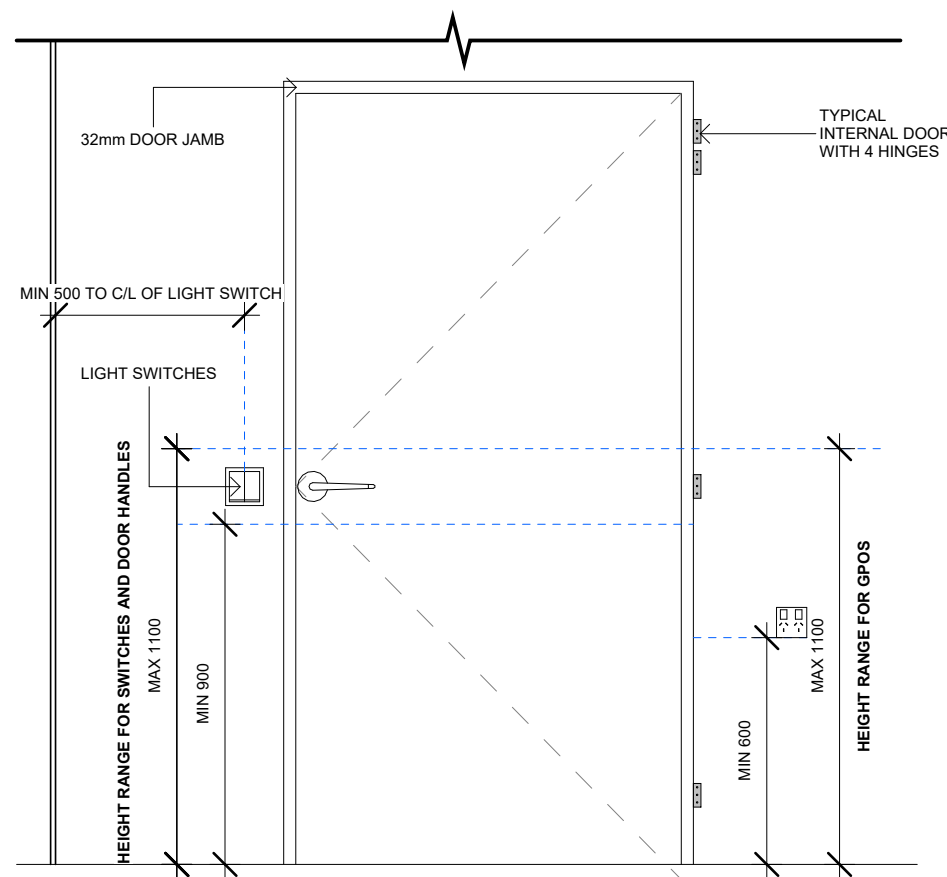 32mm DOOR JAMB
TYPICAL
INTERNAL DOOR
WITH 4 HINGES
MIN 500 TO C/L OF LIGHT SWITCH
LIGHT SWITCHES
HEIGHT RANGE FOR SWITCHES AND DOOR HANDLES
MAX 1100
MIN 900
MIN 600
MAX 1100
HEIGHT RANGE FOR GPOS